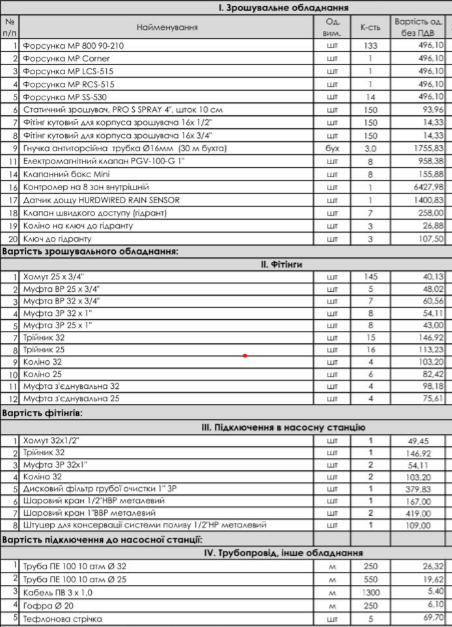 I. Зрошувальне обладнання
№ п/п Найменування Од. вим. К-сть Вартість од. без ПДВ
1 Форсунка MP 800 90-210 шт 133 496,10
2 Форсунка MP Corner шт 1 496,10
3 Форсунка MP LCS-515 шт 1 496,10
4 Форсунка MP RCS-515 шт 1 496,10
5 Форсунка MP SS-530 шт 14 496,10
6 Статичний зрошувач, PRO S SPRAY 4", шток 10 см шт 150 93,96
7 Фітінг кутовий для корпуса зрошувача 16х 1/2" шт 150 14,33
8 Фітінг кутовий для корпуса зрошувача 16х 3/4" шт 150 14,33
9 Гнучка антиторсійна трубка Ø16мм (30 м бухта) бух 3.0 1755,83
11 Електромагнітний клапан PGV-100-G 1" шт 8 958,38
14 Клапанний бокс Mini шт 8 155,88
16 Контролер на 8 зон внутрішній шт 1 6427,98
17 Датчик дощу HURDWIRED RAIN SENSOR шт 1 1400,83
18 Клапан швидкого доступу (гідрант) шт 7 258,00
19 Коліно на ключ до гідранту шт 3 26,88
20 Ключ до гідранту шт 3 107,50
Вартість зрошувального обладнання:
II. Фітінги
1 Хомут 25 х 3/4" шт 145 40,13
2 Муфта ВР 25 х 3/4" шт 5 48,02
3 Муфта ВР 32 х 3/4" шт 7 60,56
4 Муфта ЗР 32 х 1" шт 8 54,11
5 Муфта ЗР 25 х 1" шт 8 43,00
7 Трійник 32 шт 15 146,92
8 Трійник 25 шт 16 113,23
9 Коліно 32 шт 4 103,20
10 Коліно 25 шт 6 82,42
11 Муфта з'єднувальна 32 шт 4 98,18
12 Муфта з'єднувальна 25 шт 4 75,61
Вартість фітінгів:
III. Підключення в насосну станцію
1 Хомут 32х1/2" шт 1 49,45
2 Трійник 32 шт 1 146,92
3 Муфта ЗР 32х1" шт 2 54,11
4 Коліно 32 шт 2 103,20
5 Дисковий фільтр грубої очистки 1" ЗР шт 1 379,83
6 Шаровий кран 1/2"НВР металевий шт 1 167,00
7 Шаровий кран 1"ВВР металевий шт 2 419,00
8 Штуцер для консервації системи поливу 1/2"НР металевий шт 1 109,00
Вартість підключення до насосної станції:
IV. Трубопровід, інше обладнання
1 Труба ПЕ 100 10 атм Ø 32 м 250 26,32
2 Труба ПЕ 100 10 атм Ø 25 м 550 19,62
3 Кабель ПВ 3 х 1,0 м 1300 5,40
4 Гофра Ø 20 м 250 6,10
5 Тефлонова стрічка шт 5 69,70